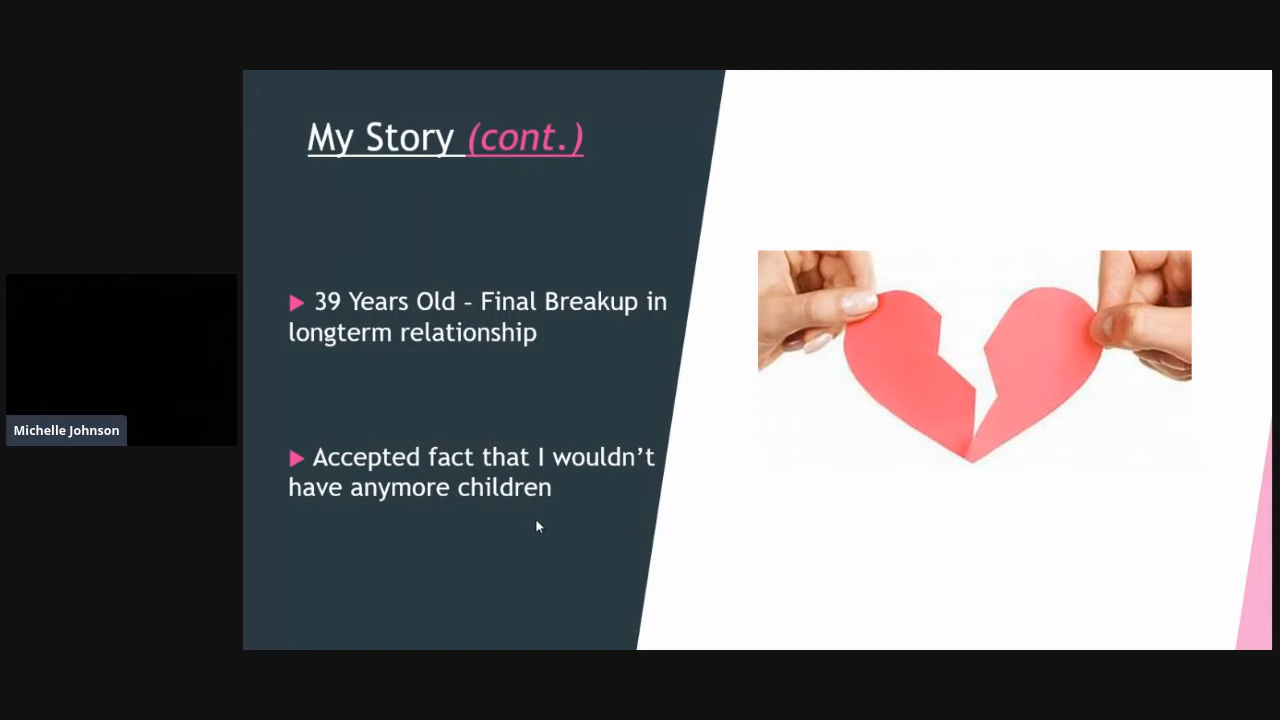 My Story (cont.)
39 Years Old – Final Breakup in
longterm relationship
Accepted fact that I wouldn't
have anymore children
Michelle Johnson